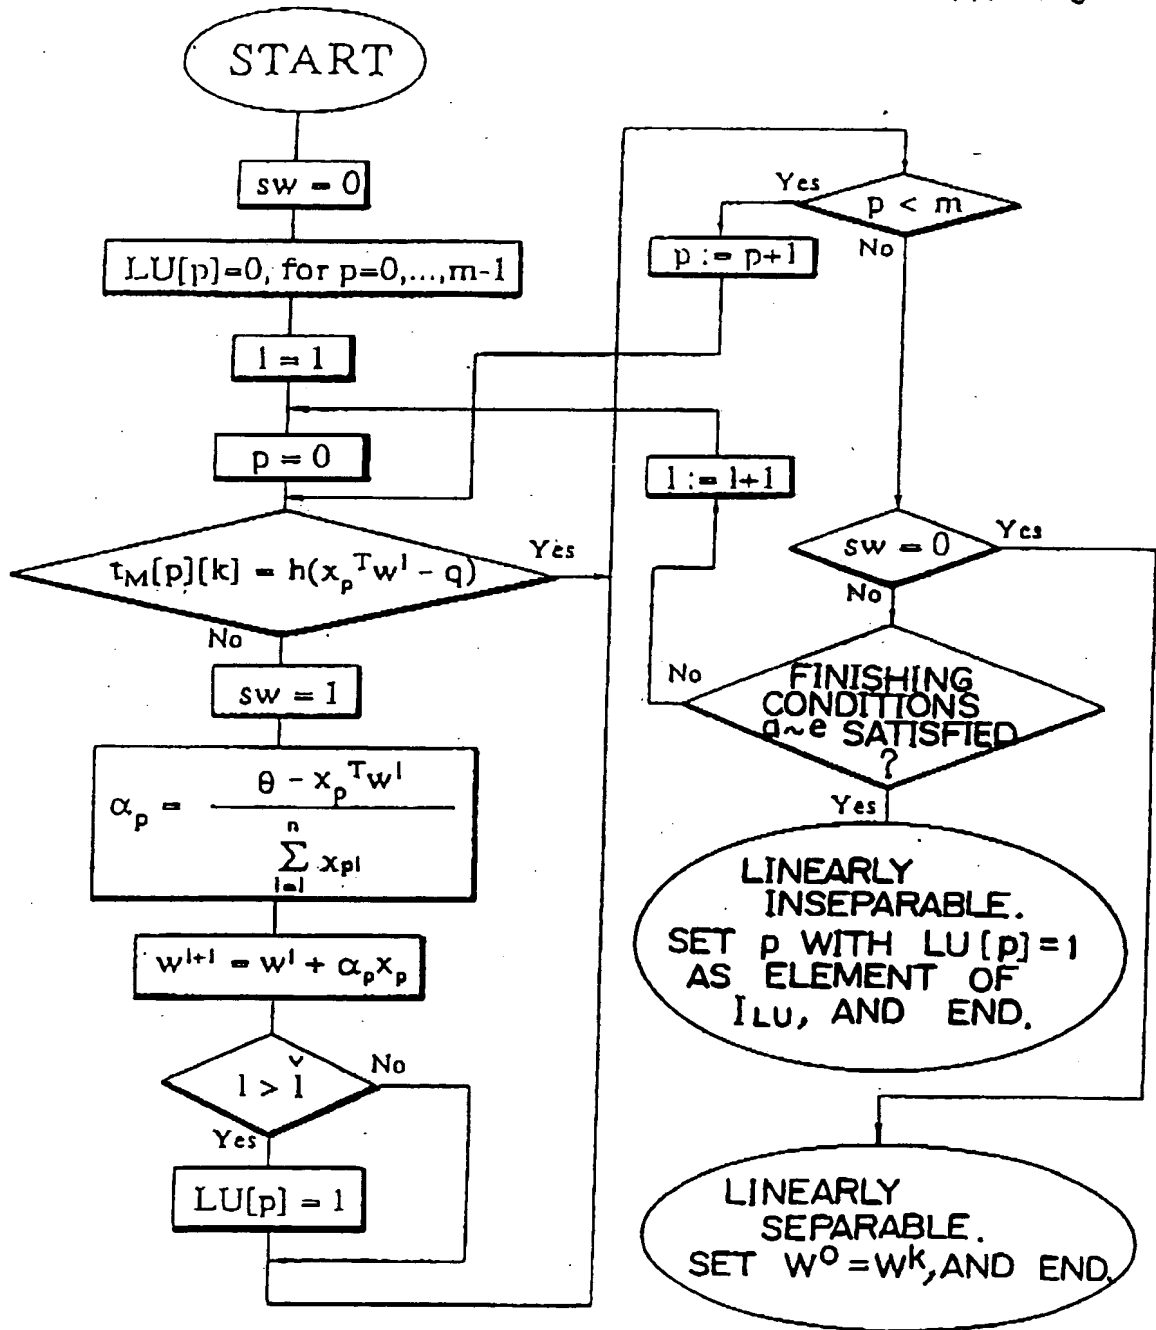 START
sw = 0
LU[p]=0, for p=0,...,m-1
l = 1
p = 0
t_M[p][k] = h(x_p^T w^l - q)
Yes
No
sw = 1
α_p = (θ - x_p^T w^l) / (n Σ i=1 x_pi)
w^{l+1} = w^l + α_p x_p
l > ľ
No
Yes
LU[p] = 1
p < m
Yes
No
p := p+1
l := l+1
sw = 0
Yes
No
FINISHING
CONDITIONS
a~e SATISFIED
?
No
Yes
LINEARLY
INSEPARABLE.
SET p WITH LU[p]=1
AS ELEMENT OF
I_LU, AND END.
LINEARLY
SEPARABLE.
SET W^O=W^K, AND END.